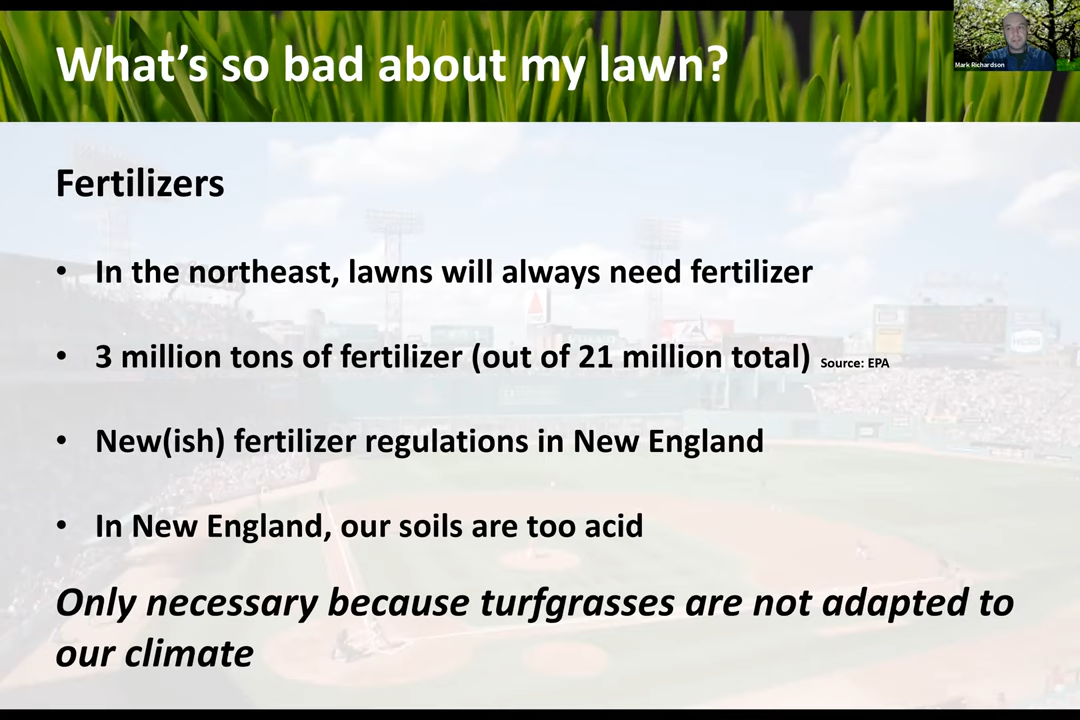 What's so bad about my lawn?
Mark Richardson
Fertilizers
• In the northeast, lawns will always need fertilizer
• 3 million tons of fertilizer (out of 21 million total) Source: EPA
• New(ish) fertilizer regulations in New England
• In New England, our soils are too acid
Only necessary because turfgrasses are not adapted to
our climate